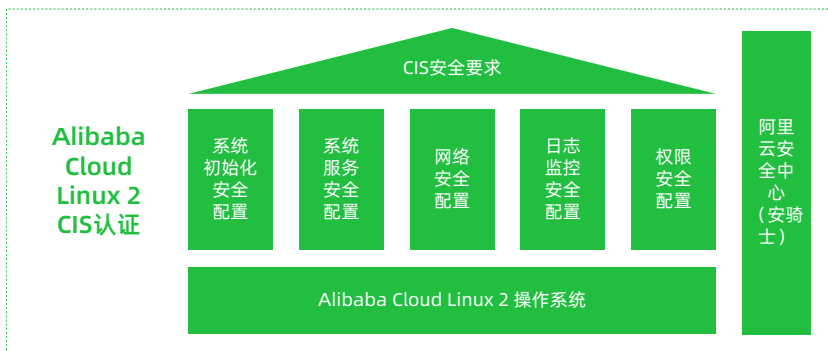 CIS安全要求
Alibaba
Cloud
Linux 2
CIS认证
系统
初始化
安全
配置
系统
服务
安全
配置
网络
安全
配置
日志
监控
安全
配置
权限
安全
配置
Alibaba Cloud Linux 2 操作系统
阿里
云安
全中
心
（安骑
士）